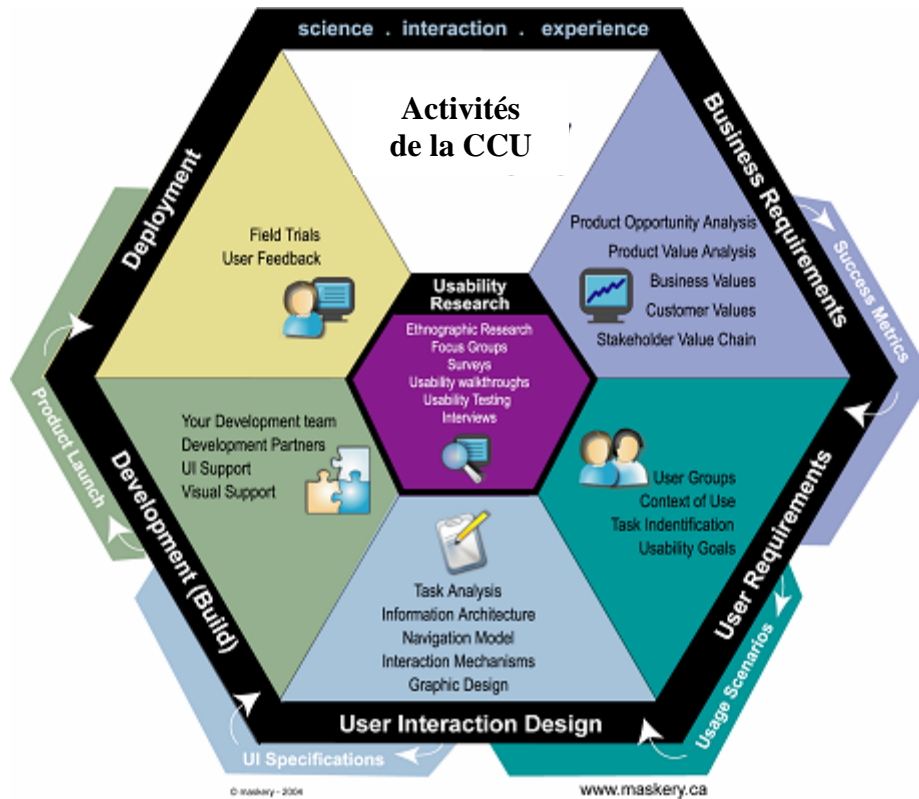 science . interaction . experience
Activités
de la CCU
Business Requirements
Product Opportunity Analysis
Product Value Analysis
Business Values
Customer Values
Stakeholder Value Chain
Success Metrics
User Requirements
User Groups
Context of Use
Task Indentification
Usability Goals
Usage Scenarios
User Interaction Design
Task Analysis
Information Architecture
Navigation Model
Interaction Mechanisms
Graphic Design
UI Specifications
Development (Build)
Your Development team
Development Partners
UI Support
Visual Support
Product Launch
Deployment
Field Trials
User Feedback
Usability
Research
Ethnographic Research
Focus Groups
Surveys
Usability walkthroughs
Usability Testing
Interviews
© maskery - 2004
www.maskery.ca